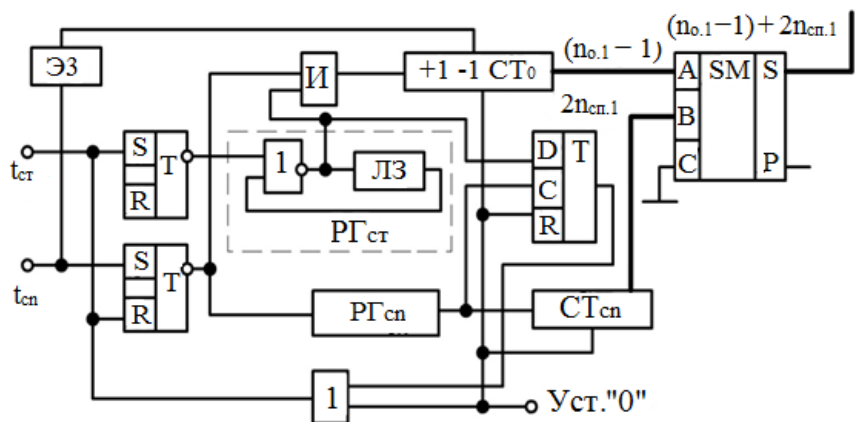 (nо.1−1) + 2nсп.1
(nо.1 − 1)
ЭЗ
И
+1 -1 CT0
A SM S
2nсп.1
B
C P
tст
S
T
R
1
ЛЗ
РГст
D T
C
R
tсп
S
T
R
РГсп
СТсп
1
Уст."0"